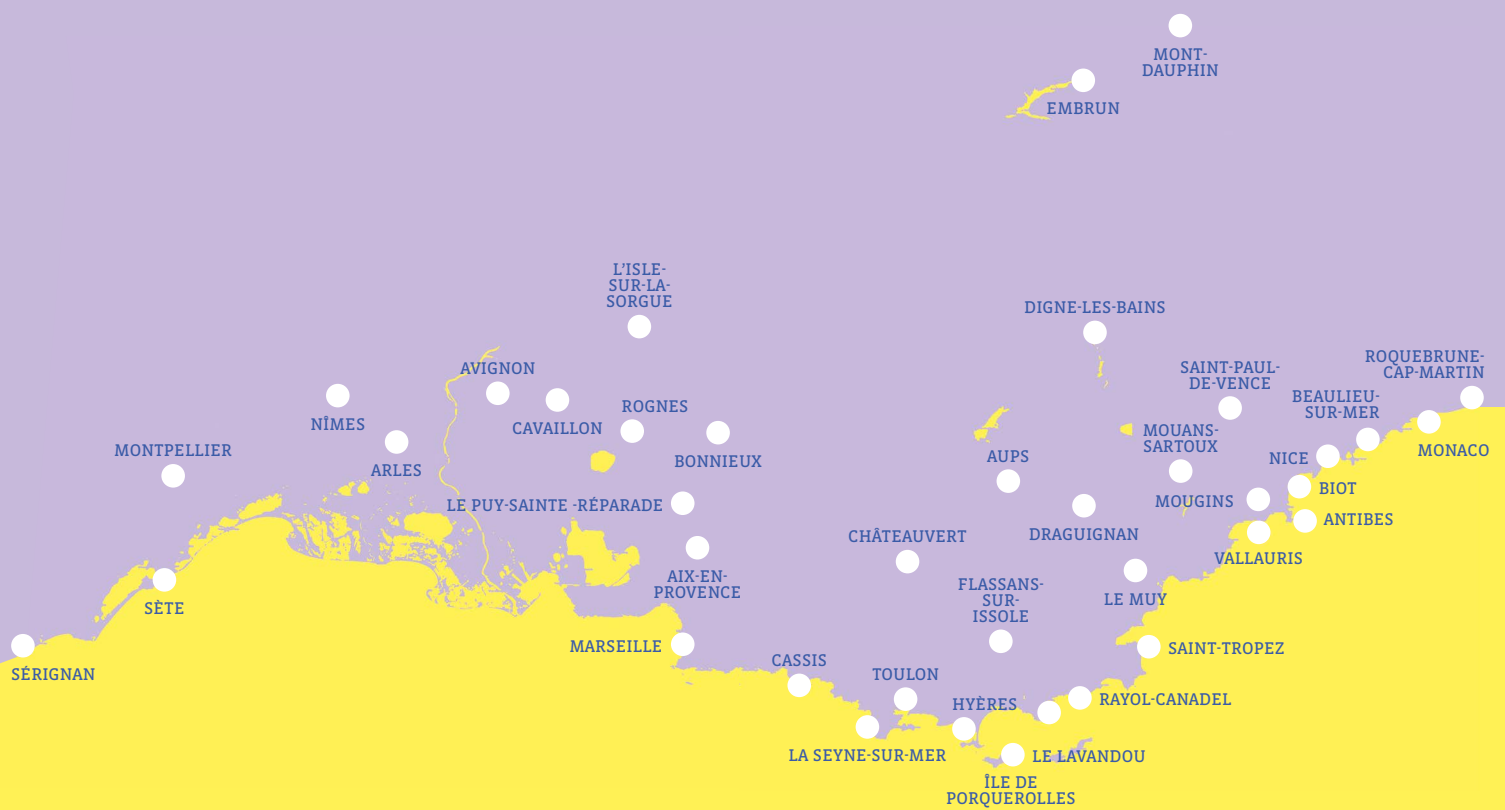 MONT-
DAUPHIN
EMBRUN
L'ISLE-
SUR-LA-
SORGUE
DIGNE-LES-BAINS
ROQUEBRUNE-
CAP-MARTIN
SAINT-PAUL-
DE-VENCE
AVIGNON
BEAULIEU-
SUR-MER
ROGNES
NÎMES
CAVAILLON
MOUANS-
SARTOUX
MONTPELLIER
MONACO
AUPS
NICE
BONNIEUX
ARLES
BIOT
MOUGINS
LE PUY-SAINTE -RÉPARADE
ANTIBES
DRAGUIGNAN
CHÂTEAUVERT
VALLAURIS
AIX-EN-
PROVENCE
FLASSANS-
SUR-
ISSOLE
LE MUY
SÈTE
MARSEILLE
SAINT-TROPEZ
CASSIS
SÉRIGNAN
TOULON
RAYOL-CANADEL
HYÈRES
LA SEYNE-SUR-MER
LE LAVANDOU
ÎLE DE
PORQUEROLLES